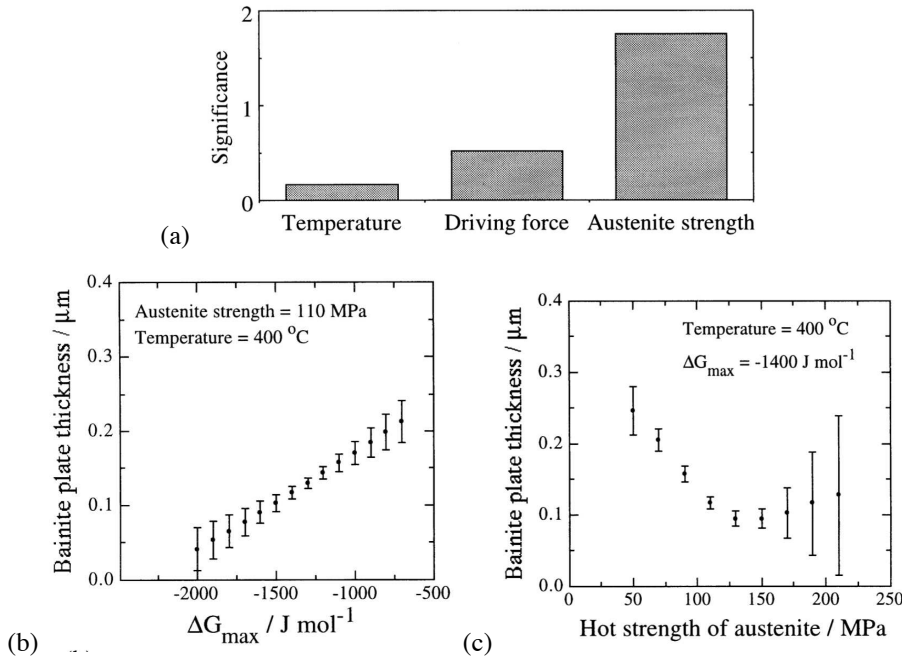 2
1
0
Significance
Temperature Driving force Austenite strength
(a)
0.4
0.3
0.2
0.1
0.0
Bainite plate thickness / μm
Austenite strength = 110 MPa
Temperature = 400 °C
-2000 -1500 -1000 -500
ΔG_max / J mol⁻¹
(b)
0.4
0.3
0.2
0.1
0.0
Bainite plate thickness / μm
Temperature = 400 °C
ΔG_max = -1400 J mol⁻¹
0 50 100 150 200 250
Hot strength of austenite / MPa
(c)